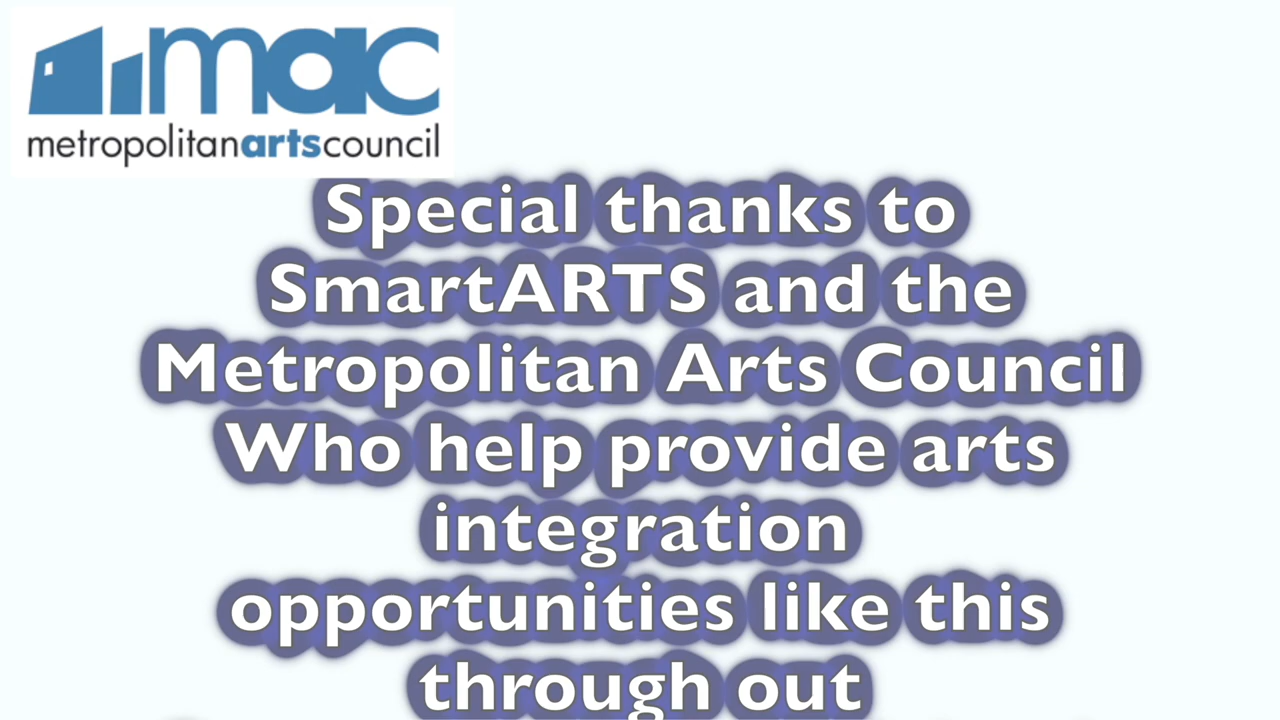 mac
metropolitanartscouncil
Special thanks to
SmartARTS and the
Metropolitan Arts Council
Who help provide arts
integration
opportunities like this
through out